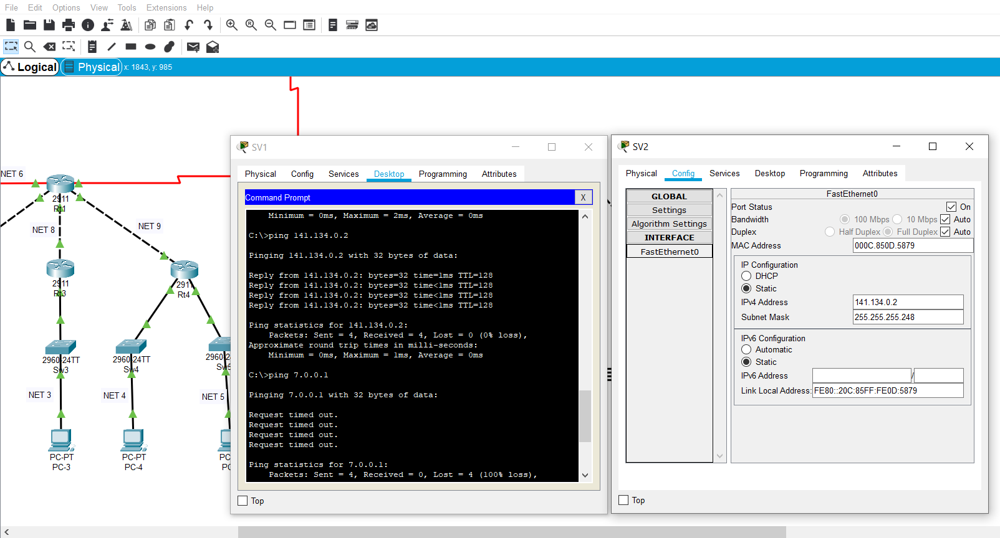 File Edit Options View Tools Extensions Help
Logical Physical x: 1843, y: 985
NET 6
2911
Rt1
NET 8
NET 9
2911
Rt3
2911
Rt4
2960-24TT
Sw3
2960-24TT
Sw4
2960-2
Sw5
NET 3
NET 4
NET 5
PC-PT
PC-3
PC-PT
PC-4
PC
PC
SV1
Physical Config Services Desktop Programming Attributes
Command Prompt X
Minimum = 0ms, Maximum = 2ms, Average = 0ms
C:\>ping 141.134.0.2
Pinging 141.134.0.2 with 32 bytes of data:
Reply from 141.134.0.2: bytes=32 time=1ms TTL=128
Reply from 141.134.0.2: bytes=32 time<1ms TTL=128
Reply from 141.134.0.2: bytes=32 time<1ms TTL=128
Reply from 141.134.0.2: bytes=32 time<1ms TTL=128
Ping statistics for 141.134.0.2:
Packets: Sent = 4, Received = 4, Lost = 0 (0% loss),
Approximate round trip times in milli-seconds:
Minimum = 0ms, Maximum = 1ms, Average = 0ms
C:\>ping 7.0.0.1
Pinging 7.0.0.1 with 32 bytes of data:
Request timed out.
Request timed out.
Request timed out.
Request timed out.
Ping statistics for 7.0.0.1:
Packets: Sent = 4, Received = 0, Lost = 4 (100% loss),
Top
SV2
Physical Config Services Desktop Programming Attributes
GLOBAL
Settings
Algorithm Settings
INTERFACE
FastEthernet0
FastEthernet0
Port Status On
Bandwidth 100 Mbps 10 Mbps Auto
Duplex Half Duplex Full Duplex Auto
MAC Address 000C.850D.5879
IP Configuration
DHCP
Static
IPv4 Address 141.134.0.2
Subnet Mask 255.255.255.248
IPv6 Configuration
Automatic
Static
IPv6 Address /
Link Local Address: FE80::20C:85FF:FE0D:5879
Top